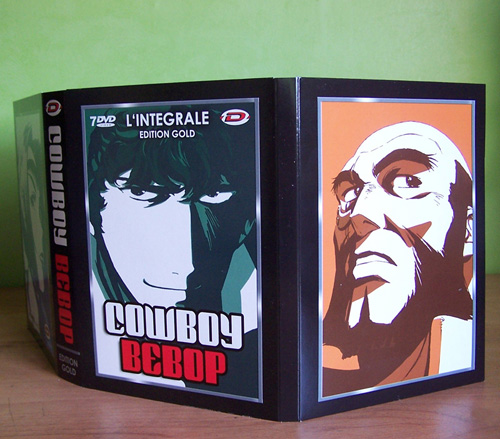 COWBOY BEBOP
EDITION
GOLD
7 DVD L'INTEGRALE
EDITION GOLD
COWBOY
BEBOP